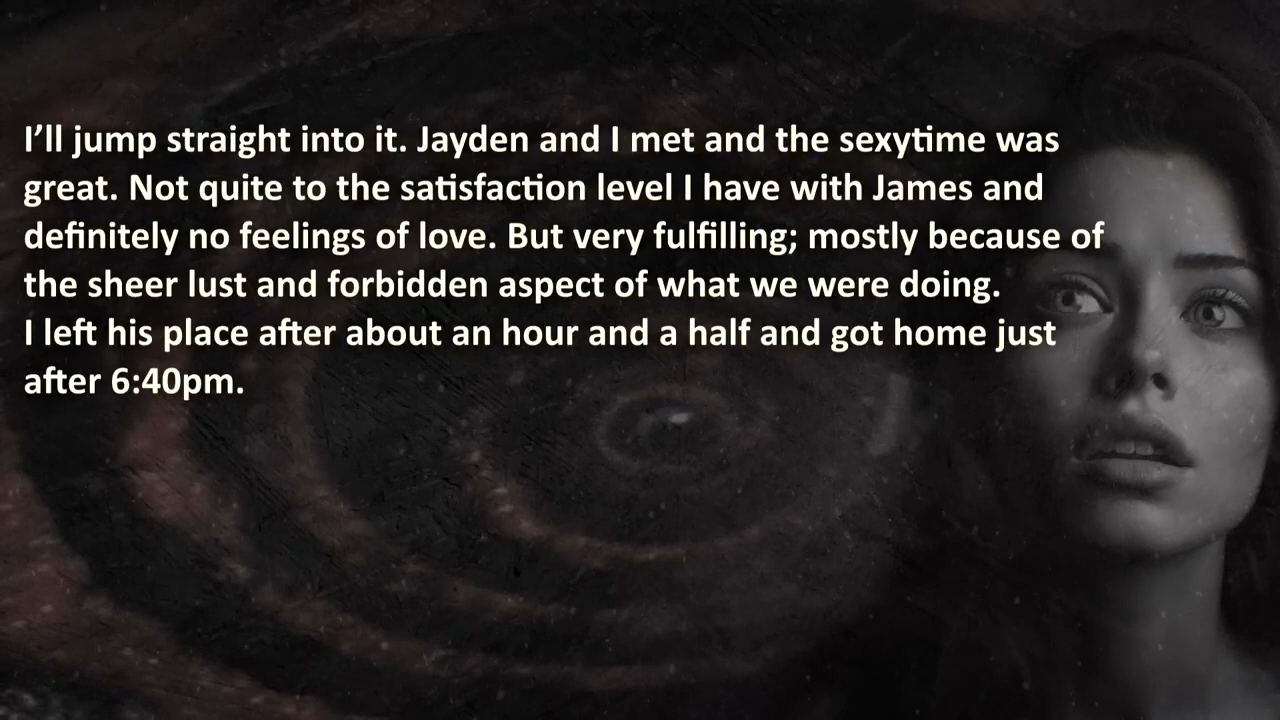 I’ll jump straight into it. Jayden and I met and the sexytime was
great. Not quite to the satisfaction level I have with James and
definitely no feelings of love. But very fulfilling; mostly because of
the sheer lust and forbidden aspect of what we were doing.
I left his place after about an hour and a half and got home just
after 6:40pm.